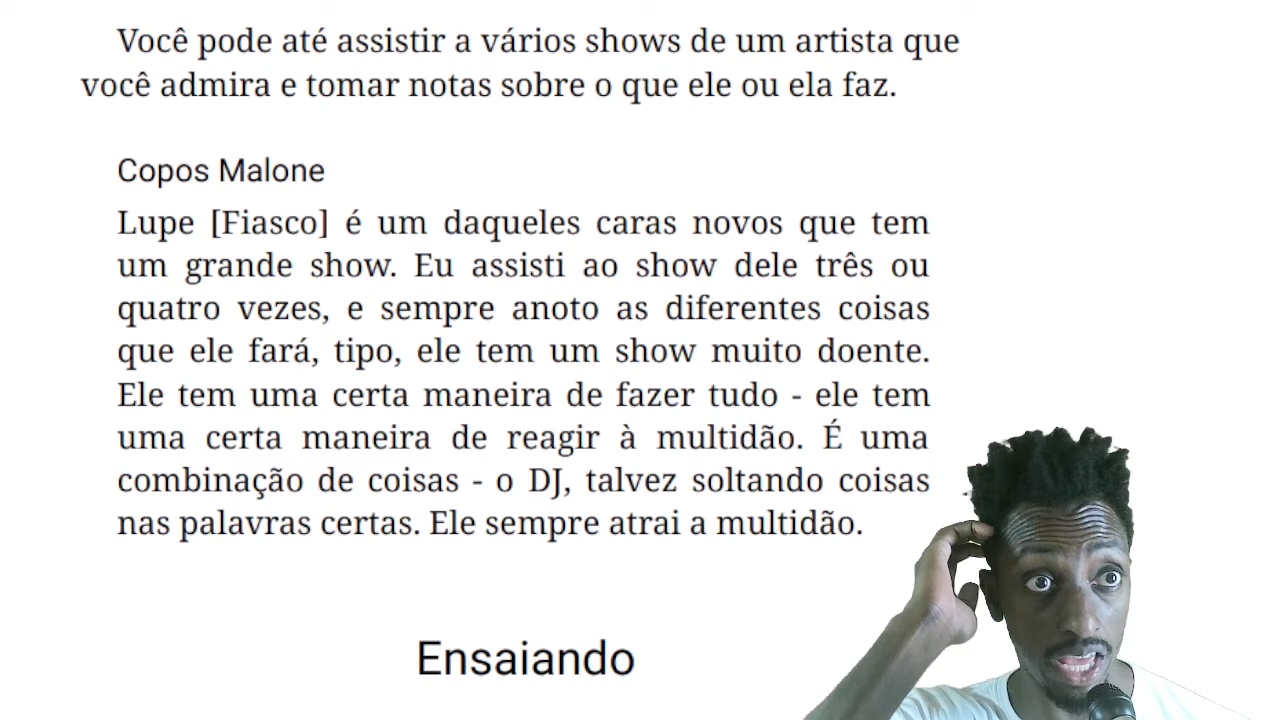 Você pode até assistir a vários shows de um artista que
você admira e tomar notas sobre o que ele ou ela faz.
Copos Malone
Lupe [Fiasco] é um daqueles caras novos que tem
um grande show. Eu assisti ao show dele três ou
quatro vezes, e sempre anoto as diferentes coisas
que ele fará, tipo, ele tem um show muito doente.
Ele tem uma certa maneira de fazer tudo - ele tem
uma certa maneira de reagir à multidão. É uma
combinação de coisas - o DJ, talvez soltando coisas
nas palavras certas. Ele sempre atrai a multidão.
Ensaiando